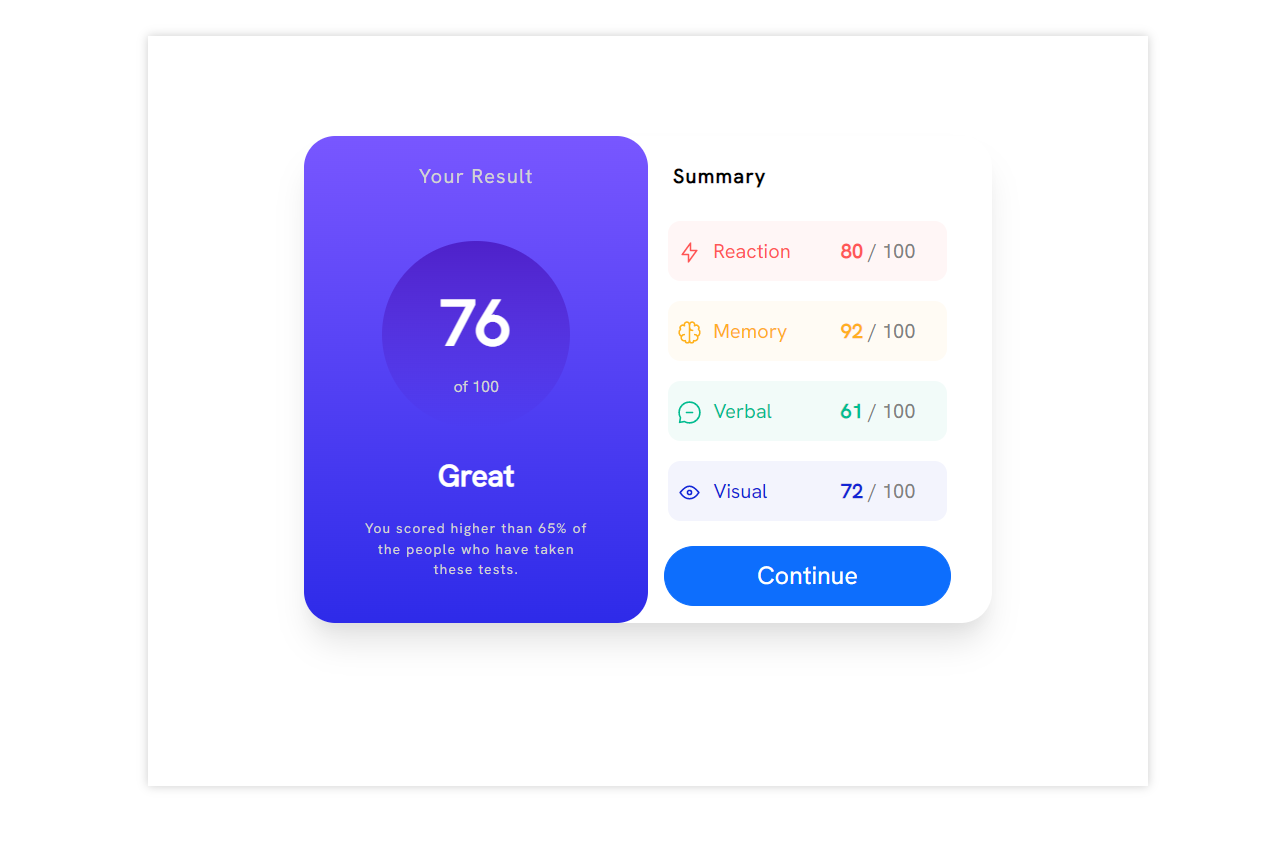 Your Result
76
of 100
Great
You scored higher than 65% of
the people who have taken
these tests.
Summary
Reaction 80 / 100
Memory 92 / 100
Verbal 61 / 100
Visual 72 / 100
Continue